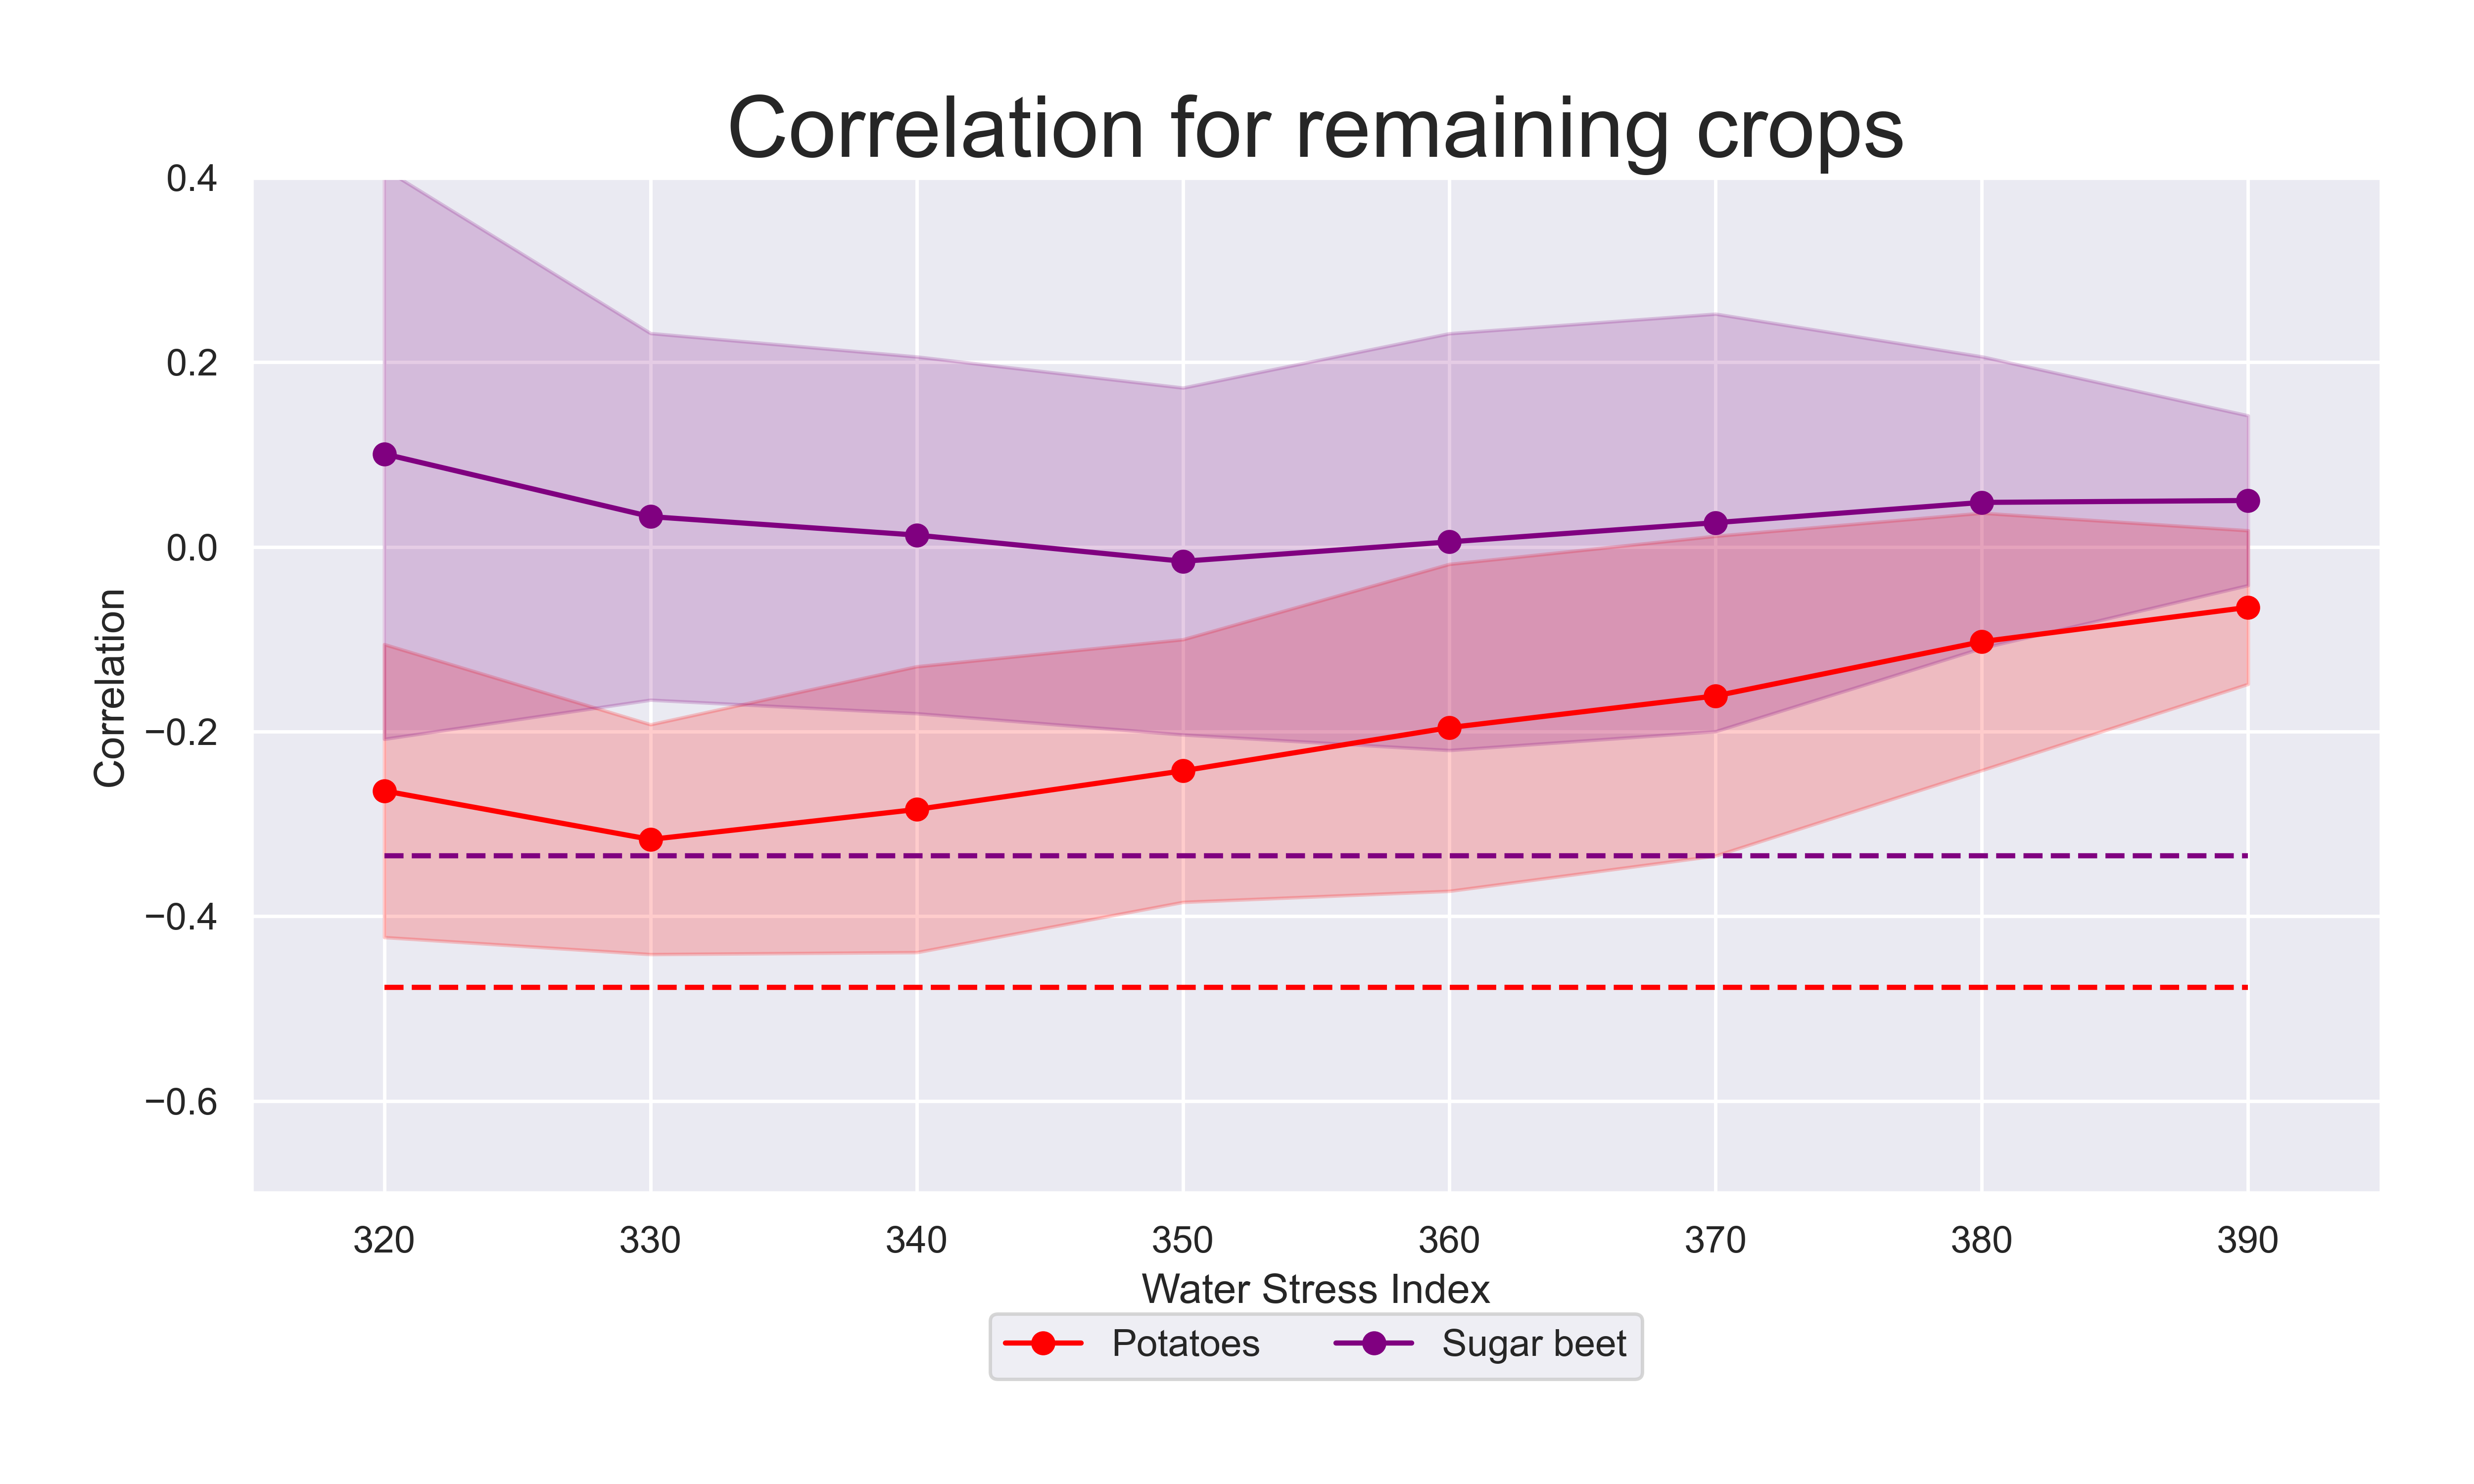 Correlation for remaining crops
0.4
0.2
0.0
−0.2
−0.4
−0.6
Correlation
320 330 340 350 360 370 380 390
Water Stress Index
Potatoes Sugar beet